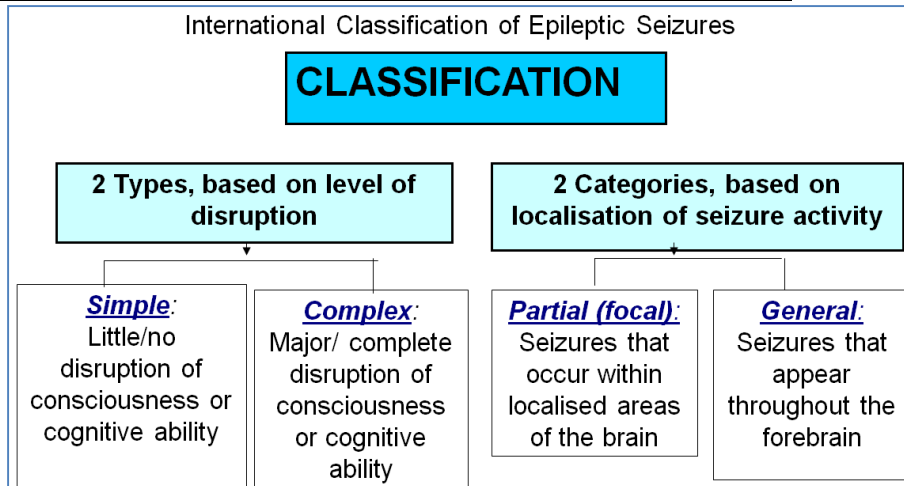 International Classification of Epileptic Seizures
CLASSIFICATION
2 Types, based on level of
disruption
2 Categories, based on
localisation of seizure activity
Simple:
Little/no
disruption of
consciousness or
cognitive ability
Complex:
Major/ complete
disruption of
consciousness
or cognitive
ability
Partial (focal):
Seizures that
occur within
localised areas
of the brain
General:
Seizures that
appear
throughout the
forebrain